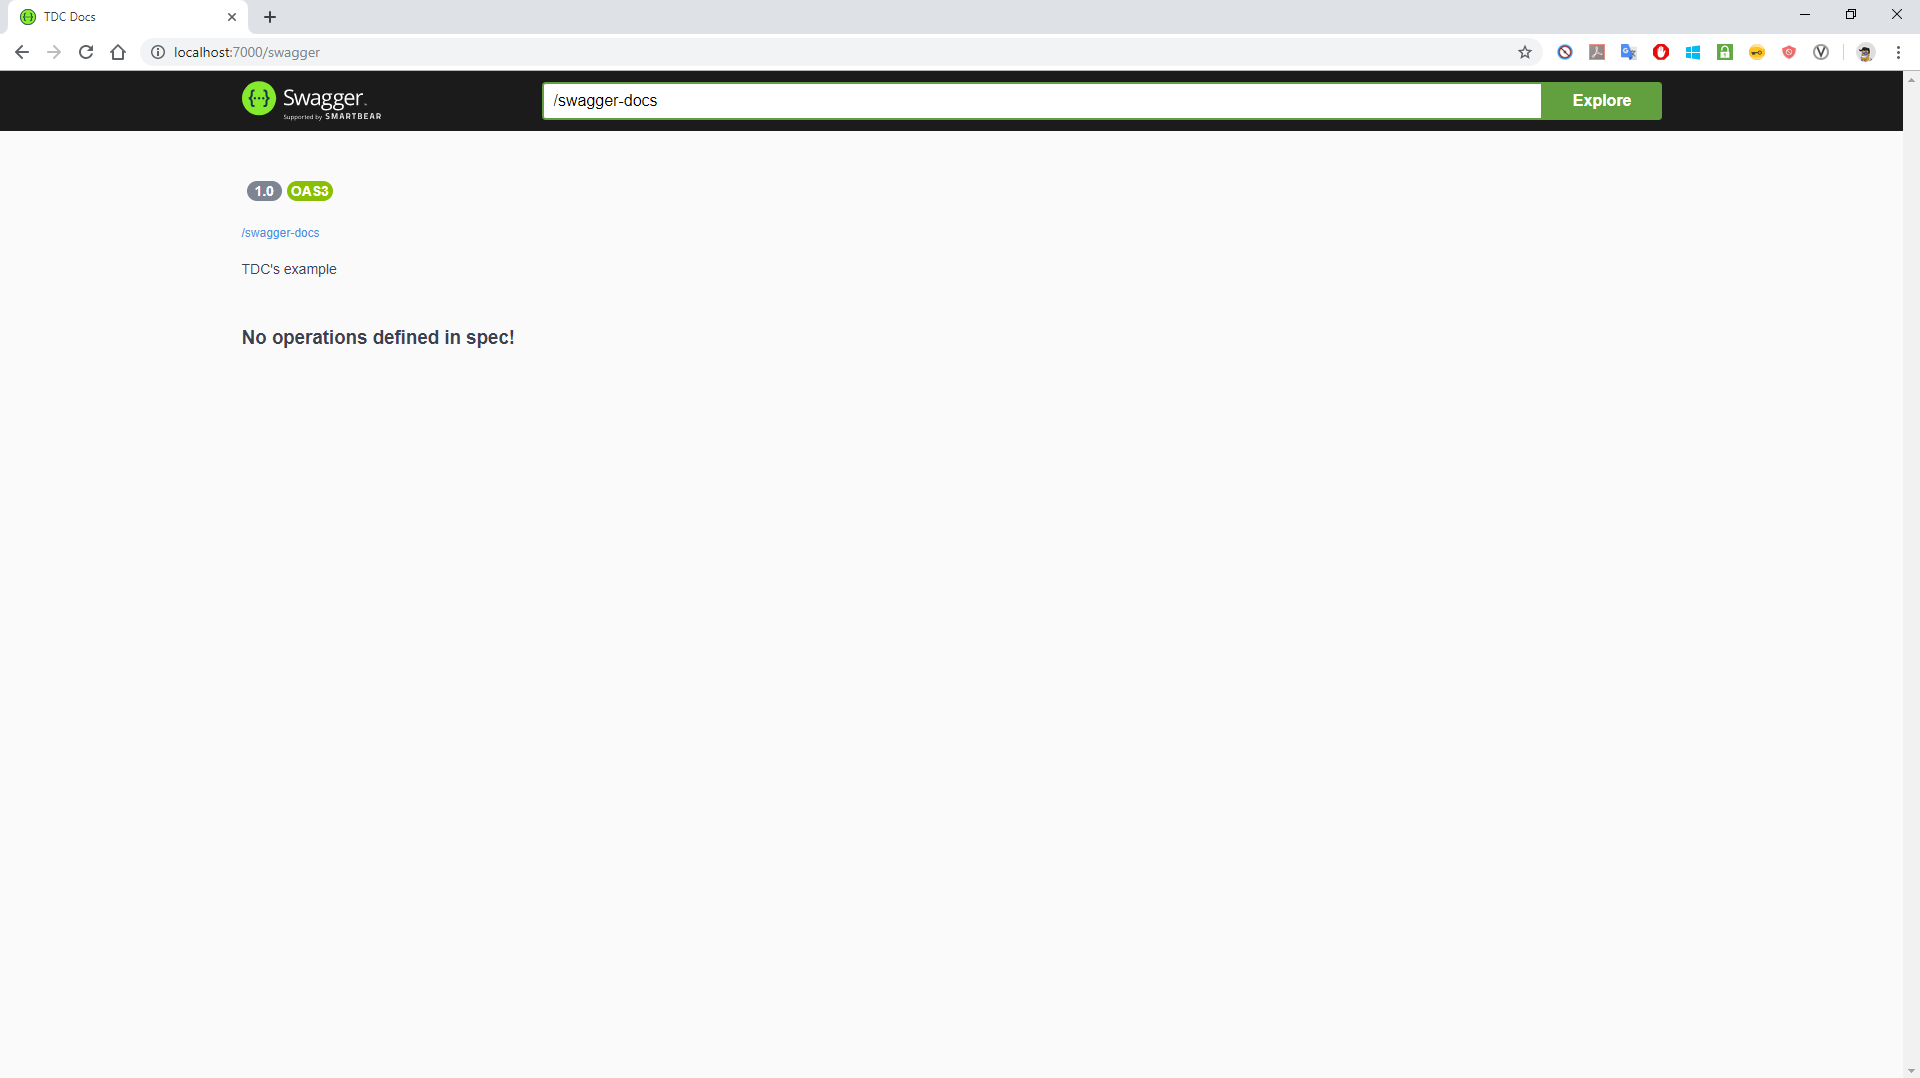 TDC Docs
localhost:7000/swagger
Swagger.
Supported by SMARTBEAR
/swagger-docs
Explore
1.0 OAS3
/swagger-docs
TDC's example
No operations defined in spec!